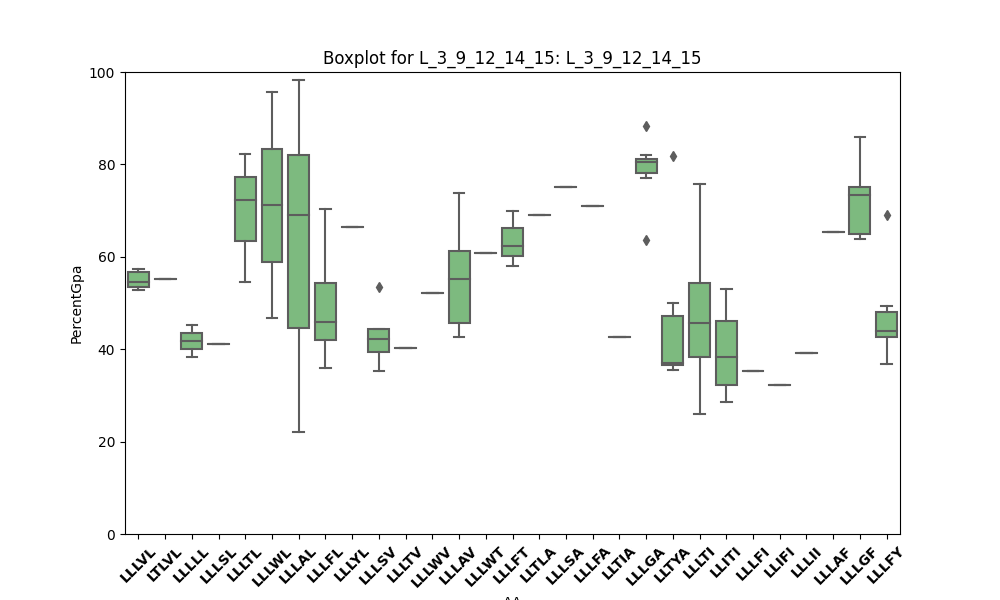 Boxplot for L_3_9_12_14_15: L_3_9_12_14_15
PercentGpa
100
80
60
40
20
0
LLLVL LTLVL LLLLL LLLSL LLLTL LLLWL LLLAL LLLFL LLLYL LLLSV LLLTV LLLWV LLLAV LLLWT LLLFT LLTLA LLLSA LLLFA LLTIA LLLGA LLTYA LLLTI LLITI LLLFI LLIFI LLLII LLLAF LLLGF LLLFY
AA